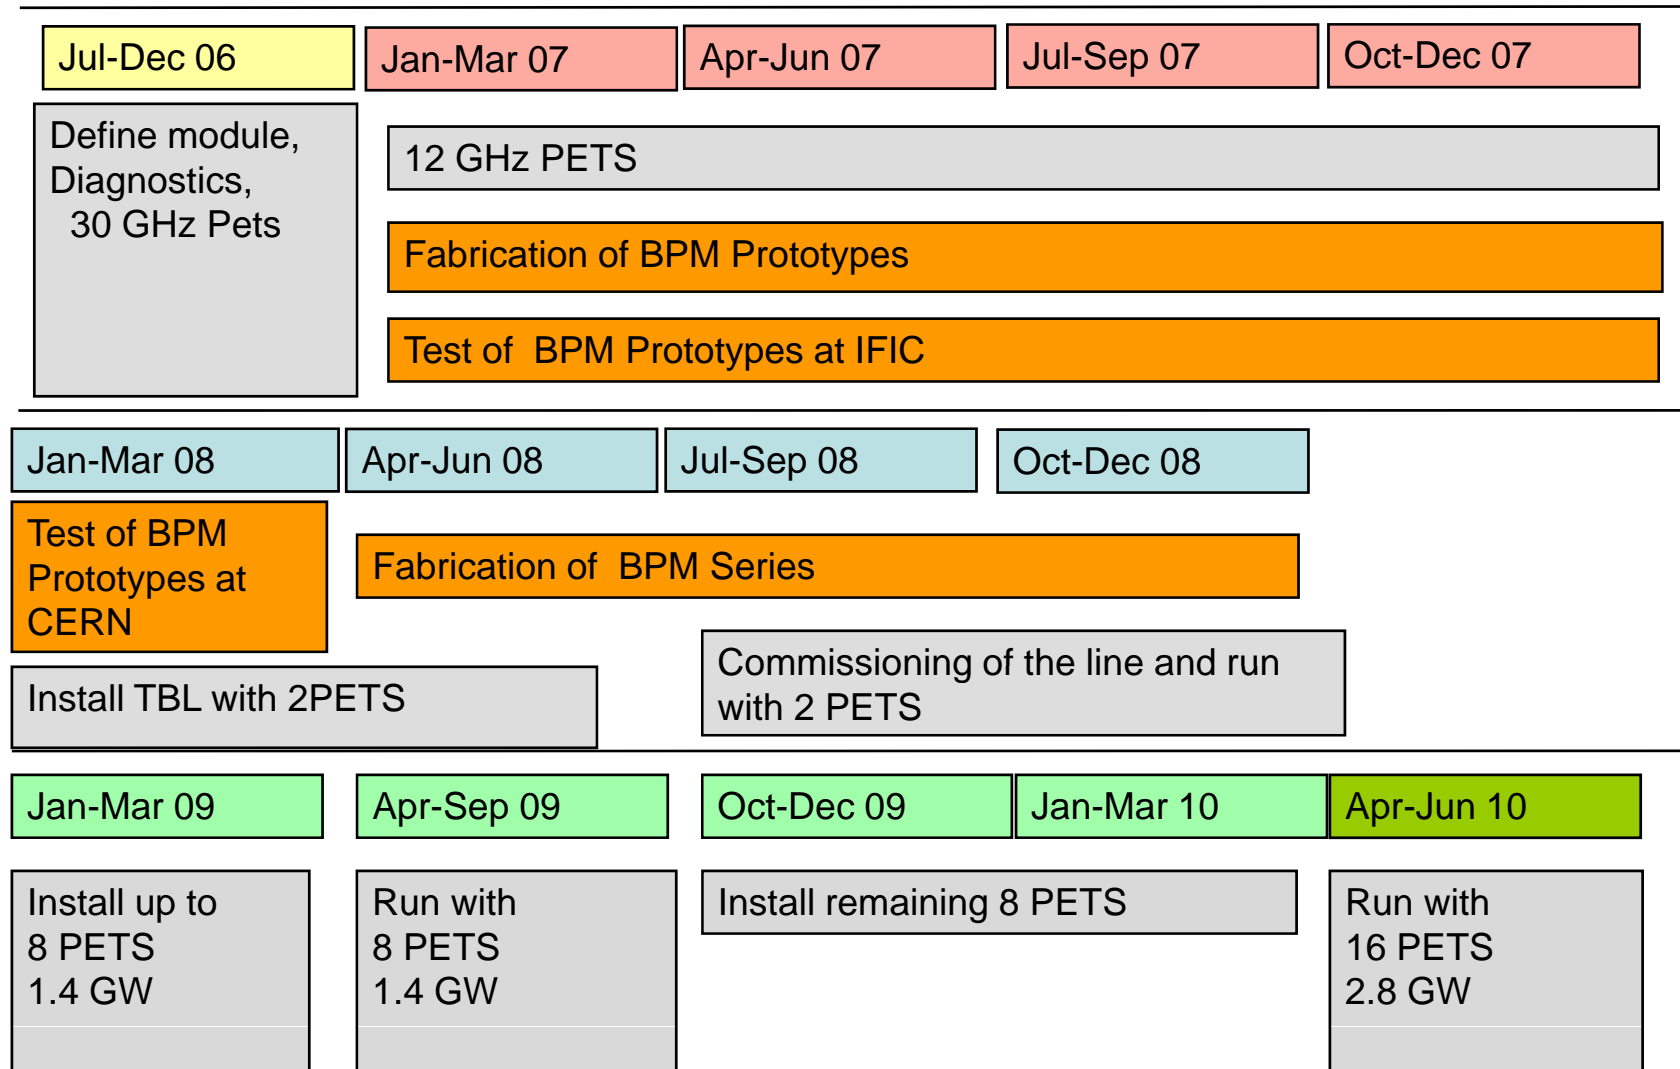 Jul-Dec 06
Jan-Mar 07
Apr-Jun 07
Jul-Sep 07
Oct-Dec 07
Define module,
Diagnostics,
30 GHz Pets
12 GHz PETS
Fabrication of BPM Prototypes
Test of BPM Prototypes at IFIC
Jan-Mar 08
Apr-Jun 08
Jul-Sep 08
Oct-Dec 08
Test of BPM
Prototypes at
CERN
Fabrication of BPM Series
Install TBL with 2PETS
Commissioning of the line and run
with 2 PETS
Jan-Mar 09
Apr-Sep 09
Oct-Dec 09
Jan-Mar 10
Apr-Jun 10
Install up to
8 PETS
1.4 GW
Run with
8 PETS
1.4 GW
Install remaining 8 PETS
Run with
16 PETS
2.8 GW